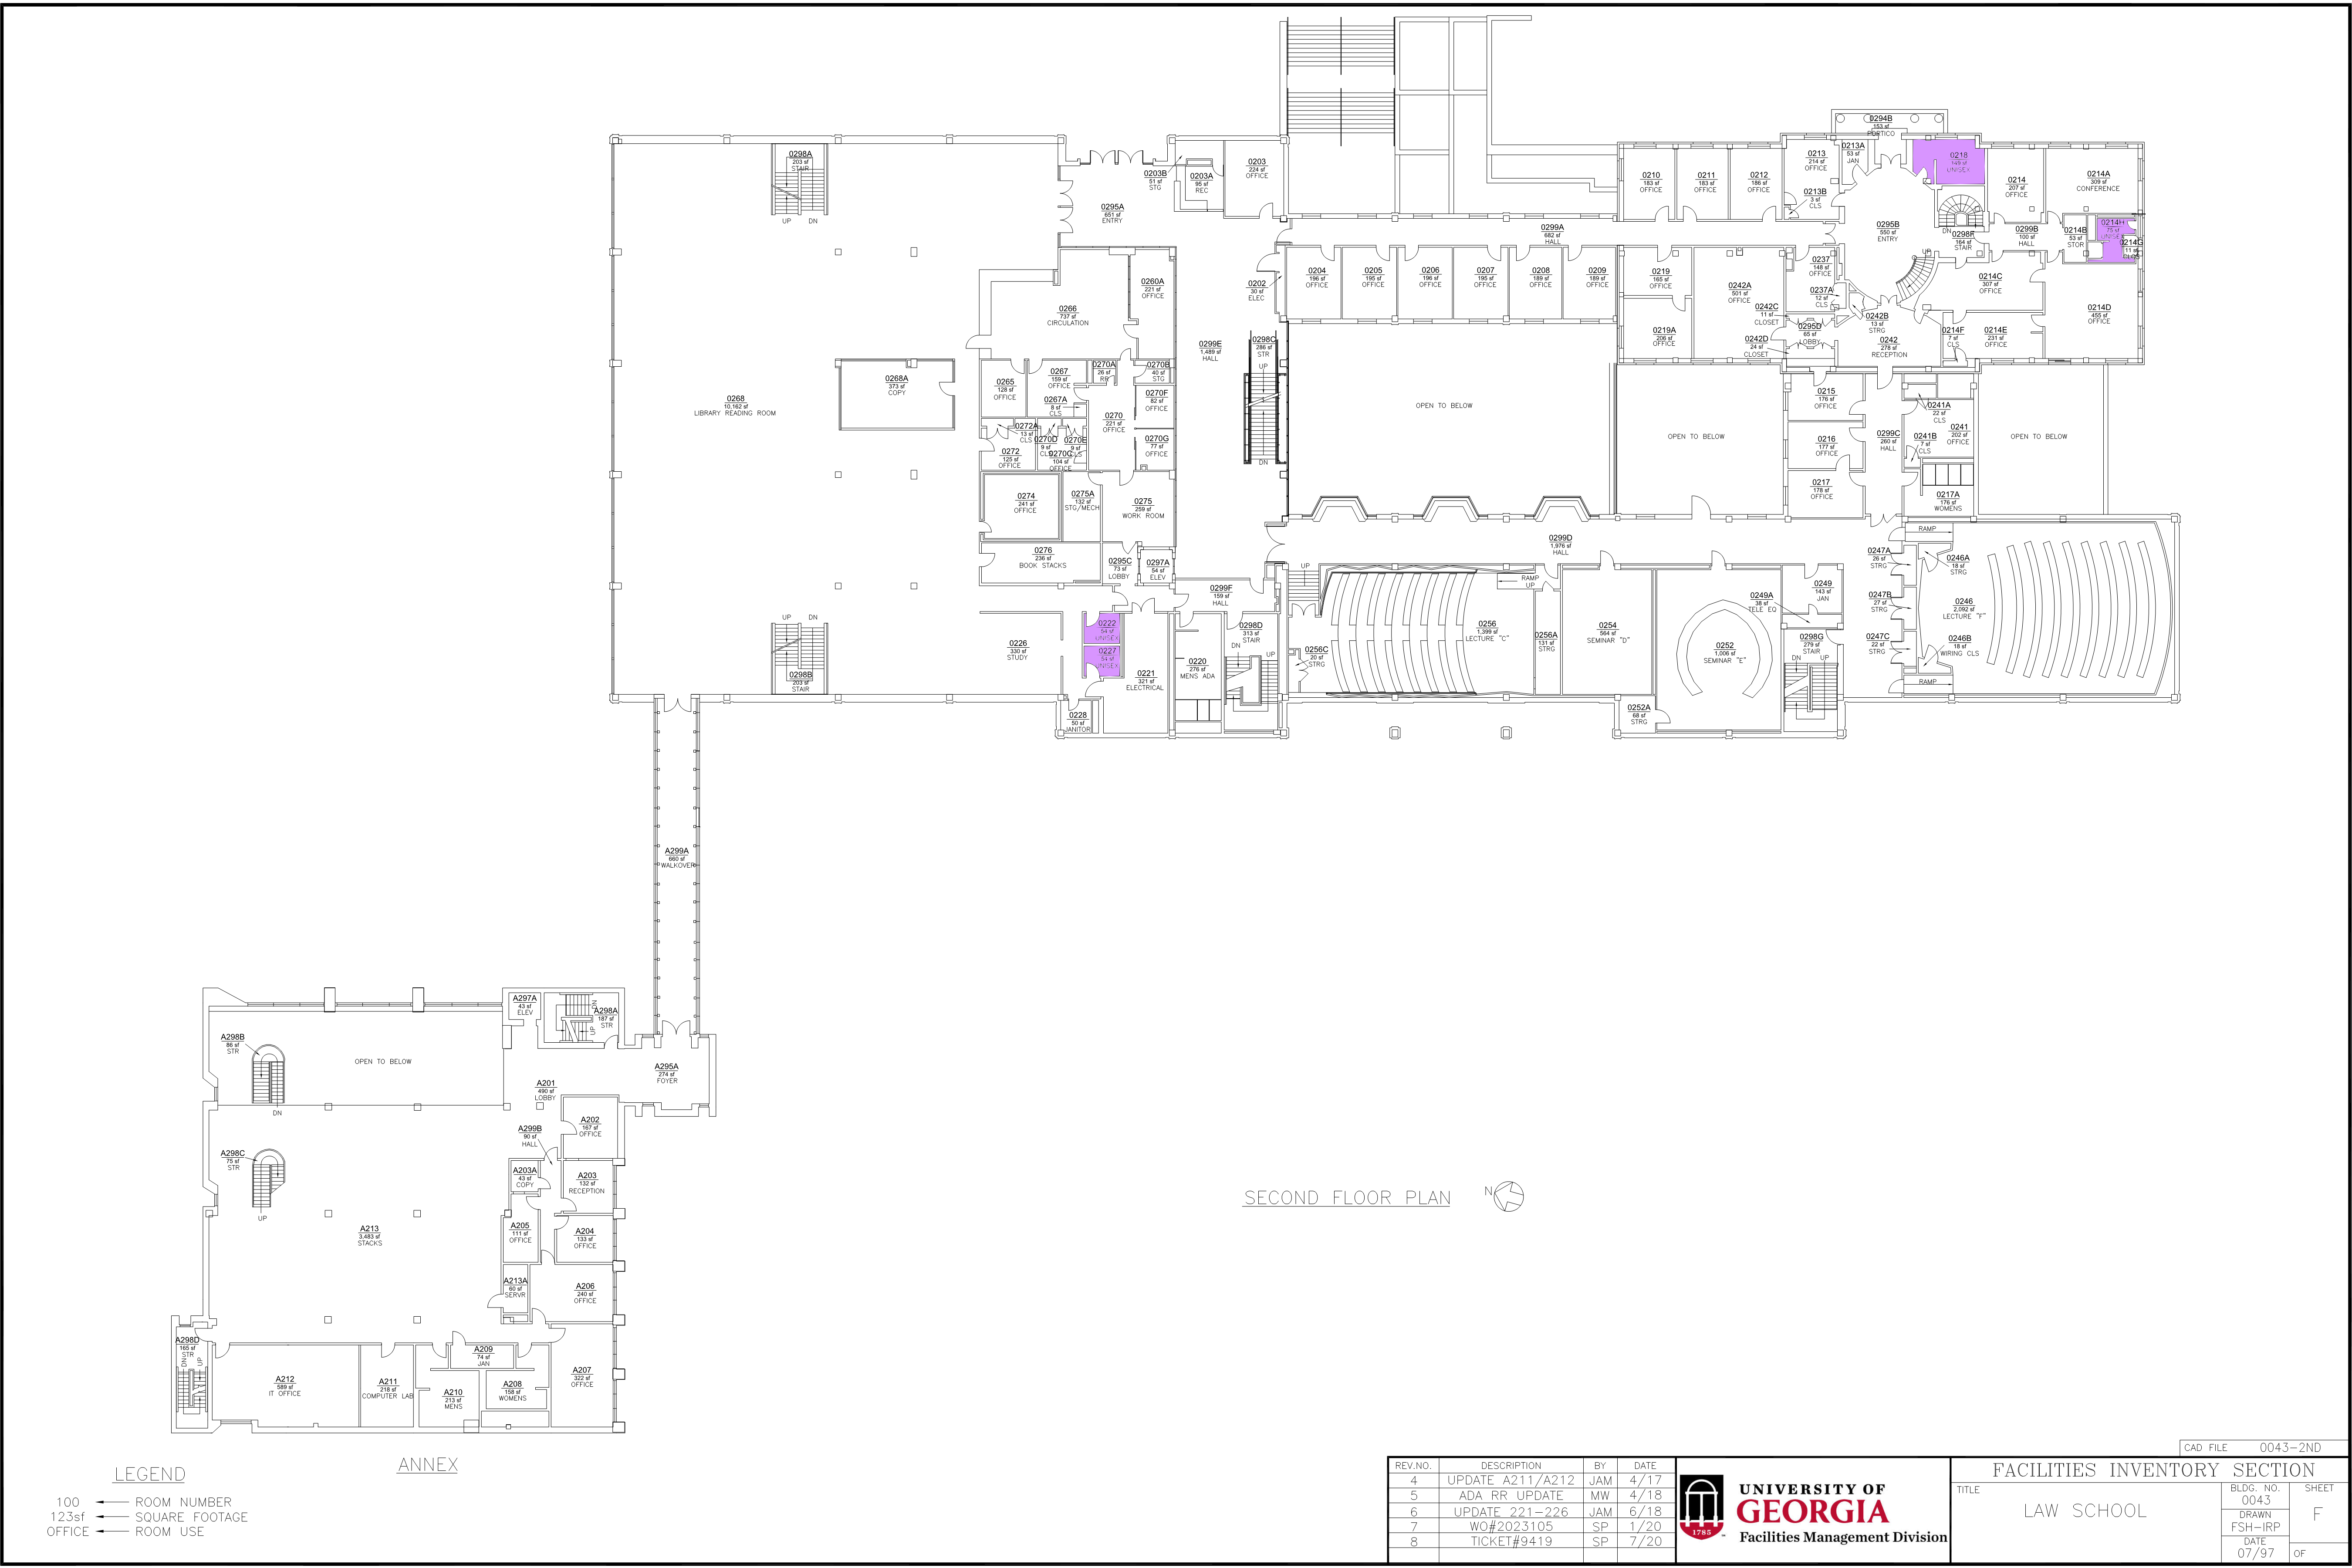 0294B
153 sf
PORTICO
0298A
203 sf
STAIR
UP DN
0203B
51 sf
STG
0203A
95 sf
REC
0203
224 sf
OFFICE
0295A
651 sf
ENTRY
0210
183 sf
OFFICE
0211
183 sf
OFFICE
0212
186 sf
OFFICE
0213
214 sf
OFFICE
0213B
3 sf
CLS
0213A
53 sf
JAN
0218
149 sf
UNISEX
0214
207 sf
OFFICE
0214A
309 sf
CONFERENCE
0299A
682 sf
HALL
0295B
550 sf
ENTRY
DN
0298F
164 sf
STAIR
UP
0299B
100 sf
HALL
0214B
53 sf
STOR
0214H
75 sf
UNISEX
0214G
11 sf
CLOS
0202
30 sf
ELEC
0204
196 sf
OFFICE
0205
195 sf
OFFICE
0206
196 sf
OFFICE
0207
195 sf
OFFICE
0208
189 sf
OFFICE
0209
189 sf
OFFICE
0219
165 sf
OFFICE
0219A
206 sf
OFFICE
0242A
501 sf
OFFICE
0237
148 sf
OFFICE
0237A
12 sf
CLS
0242C
11 sf
CLOSET
0295D
65 sf
LOBBY
0242D
24 sf
CLOSET
0242B
13 sf
STRG
0242
278 sf
RECEPTION
0214C
307 sf
OFFICE
0214D
455 sf
OFFICE
0214F
7 sf
CLS
0214E
231 sf
OFFICE
0260A
221 sf
OFFICE
0266
737 sf
CIRCULATION
0299E
1,489 sf
HALL
0298C
286 sf
STR
UP
DN
0268
10,162 sf
LIBRARY READING ROOM
0268A
373 sf
COPY
0265
128 sf
OFFICE
0267
159 sf
OFFICE
0267A
8 sf
CLS
0270A
26 sf
RR
0270B
40 sf
STG
0270F
82 sf
OFFICE
0270
221 sf
OFFICE
0270G
77 sf
OFFICE
0272A
13 sf
CLS
0270D
9 sf
CLS
0270E
9 sf
CLS
0270C
104 sf
OFFICE
0272
125 sf
OFFICE
0274
241 sf
OFFICE
0275A
132 sf
STG/MECH
0275
259 sf
WORK ROOM
0276
236 sf
BOOK STACKS
0295C
73 sf
LOBBY
0297A
54 sf
ELEV
OPEN TO BELOW
OPEN TO BELOW
OPEN TO BELOW
0215
176 sf
OFFICE
0216
177 sf
OFFICE
0217
178 sf
OFFICE
0299C
260 sf
HALL
0241A
22 sf
CLS
0241
202 sf
OFFICE
0241B
7 sf
CLS
0217A
176 sf
WOMENS
0299D
1,976 sf
HALL
0299F
159 sf
HALL
0222
54 sf
UNISEX
0227
54 sf
UNISEX
0226
330 sf
STUDY
UP DN
0298B
203 sf
STAIR
0221
321 sf
ELECTRICAL
0228
50 sf
JANITOR
0220
276 sf
MENS ADA
0298D
313 sf
STAIR
DN
UP
UP
0256C
20 sf
STRG
RAMP
UP
0256
1,399 sf
LECTURE "C"
0256A
131 sf
STRG
0254
564 sf
SEMINAR "D"
0252
1,006 sf
SEMINAR "E"
0252A
68 sf
STRG
0249
143 sf
JAN
0249A
38 sf
TELE EQ
0298G
279 sf
STAIR
DN UP
0247A
26 sf
STRG
0247B
27 sf
STRG
0247C
22 sf
STRG
RAMP
0246A
18 sf
STRG
0246
2,092 sf
LECTURE "F"
0246B
18 sf
WIRING CLS
RAMP
A299A
660 sf
WALKOVER
A297A
43 sf
ELEV
DN
A298A
187 sf
STR
UP
A298B
86 sf
STR
DN
OPEN TO BELOW
A295A
274 sf
FOYER
A201
490 sf
LOBBY
A202
167 sf
OFFICE
A299B
90 sf
HALL
A298C
75 sf
STR
UP
A203A
43 sf
COPY
A203
132 sf
RECEPTION
A213
3,483 sf
STACKS
A205
111 sf
OFFICE
A204
133 sf
OFFICE
A213A
60 sf
SERVR
A206
240 sf
OFFICE
A298D
165 sf
STR
DN
UP
A212
589 sf
IT OFFICE
A211
218 sf
COMPUTER LAB
A209
74 sf
JAN
A210
213 sf
MENS
A208
158 sf
WOMENS
A207
322 sf
OFFICE
SECOND FLOOR PLAN
N
ANNEX
LEGEND
100 ROOM NUMBER
123sf SQUARE FOOTAGE
OFFICE ROOM USE
CAD FILE 0043-2ND
REV.NO. DESCRIPTION BY DATE
4 UPDATE A211/A212 JAM 4/17
5 ADA RR UPDATE MW 4/18
6 UPDATE 221-226 JAM 6/18
7 WO#2023105 SP 1/20
8 TICKET#9419 SP 7/20
1785
UNIVERSITY OF
GEORGIA
Facilities Management Division
FACILITIES INVENTORY SECTION
TITLE
LAW SCHOOL
BLDG. NO.
0043
DRAWN
FSH-IRP
DATE
07/97
SHEET
F
OF